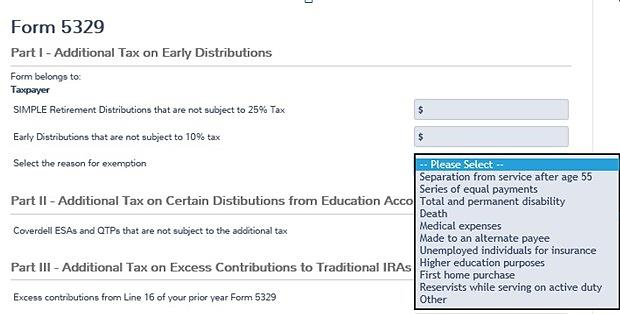 Form 5329
Part I - Additional Tax on Early Distributions
Form belongs to:
Taxpayer
SIMPLE Retirement Distributions that are not subject to 25% Tax
$
Early Distributions that are not subject to 10% tax
$
Select the reason for exemption
-- Please Select --
Separation from service after age 55
Series of equal payments
Total and permanent disability
Death
Medical expenses
Made to an alternate payee
Unemployed individuals for insurance
Higher education purposes
First home purchase
Reservists while serving on active duty
Other
Part II - Additional Tax on Certain Distibutions from Education Acco
Coverdell ESAs and QTPs that are not subject to the additional tax
Part III - Additional Tax on Excess Contributions to Traditional IRAs
Excess contributions from Line 16 of your prior year Form 5329